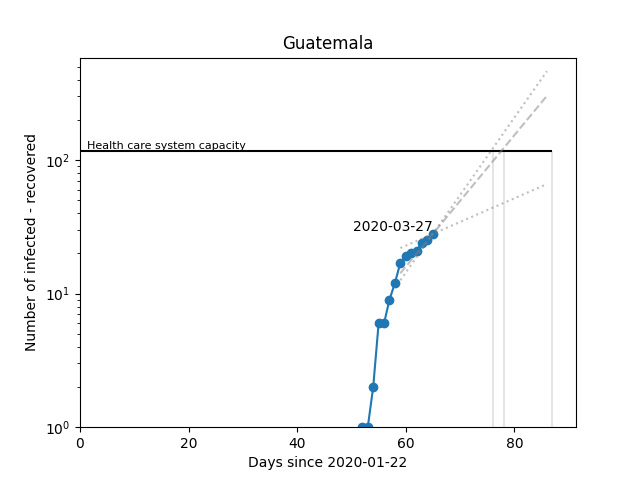 Guatemala
Number of infected - recovered
10²
10¹
10⁰
Health care system capacity
2020-03-27
0 20 40 60 80
Days since 2020-01-22